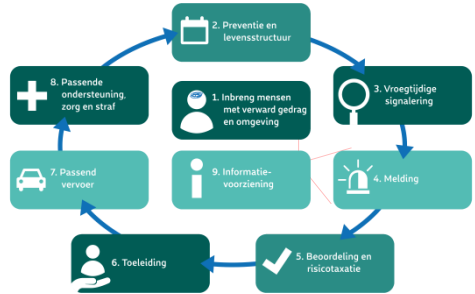 2. Preventie en
levensstructuur
8. Passende
ondersteuning,
zorg en straf
1. Inbreng mensen
met verward gedrag
en omgeving
3. Vroegtijdige
signalering
7. Passend
vervoer
9. Informatie-
voorziening
4. Melding
6. Toeleiding
5. Beoordeling en
risicotaxatie